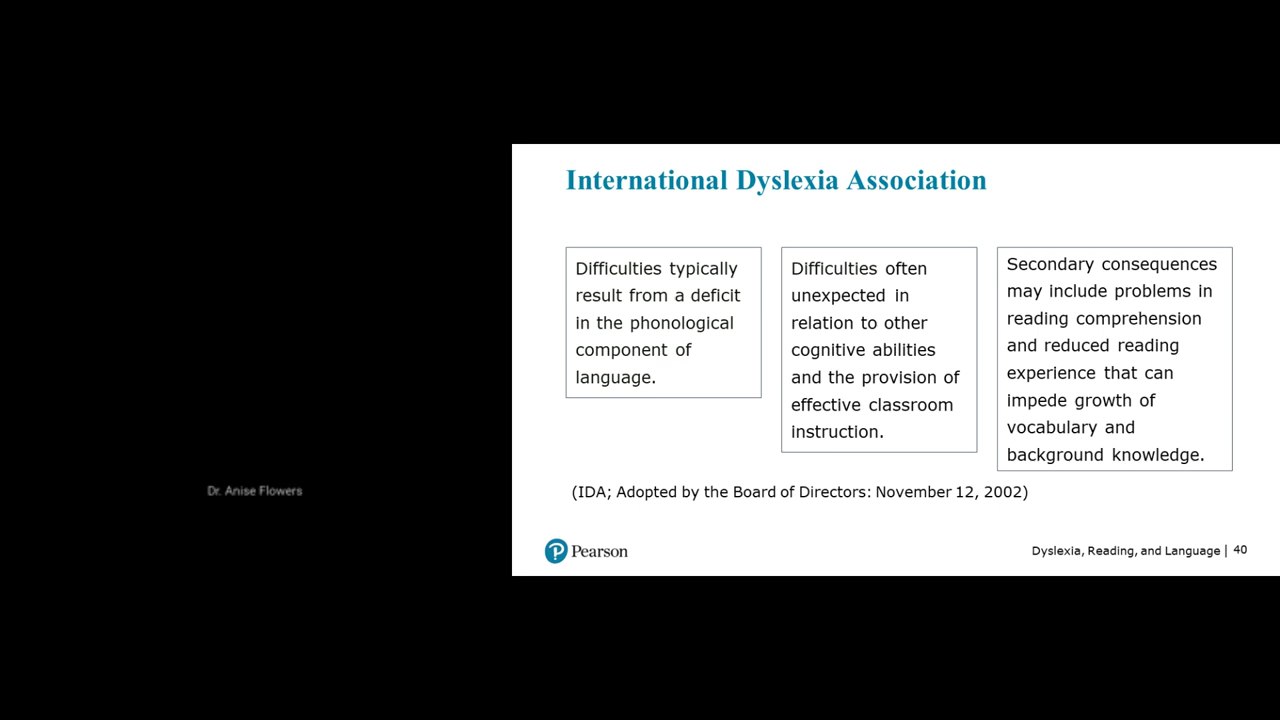 International Dyslexia Association
Difficulties typically
result from a deficit
in the phonological
component of
language.
Difficulties often
unexpected in
relation to other
cognitive abilities
and the provision of
effective classroom
instruction.
Secondary consequences
may include problems in
reading comprehension
and reduced reading
experience that can
impede growth of
vocabulary and
background knowledge.
Dr. Anise Flowers
(IDA; Adopted by the Board of Directors: November 12, 2002)
Pearson
Dyslexia, Reading, and Language | 40